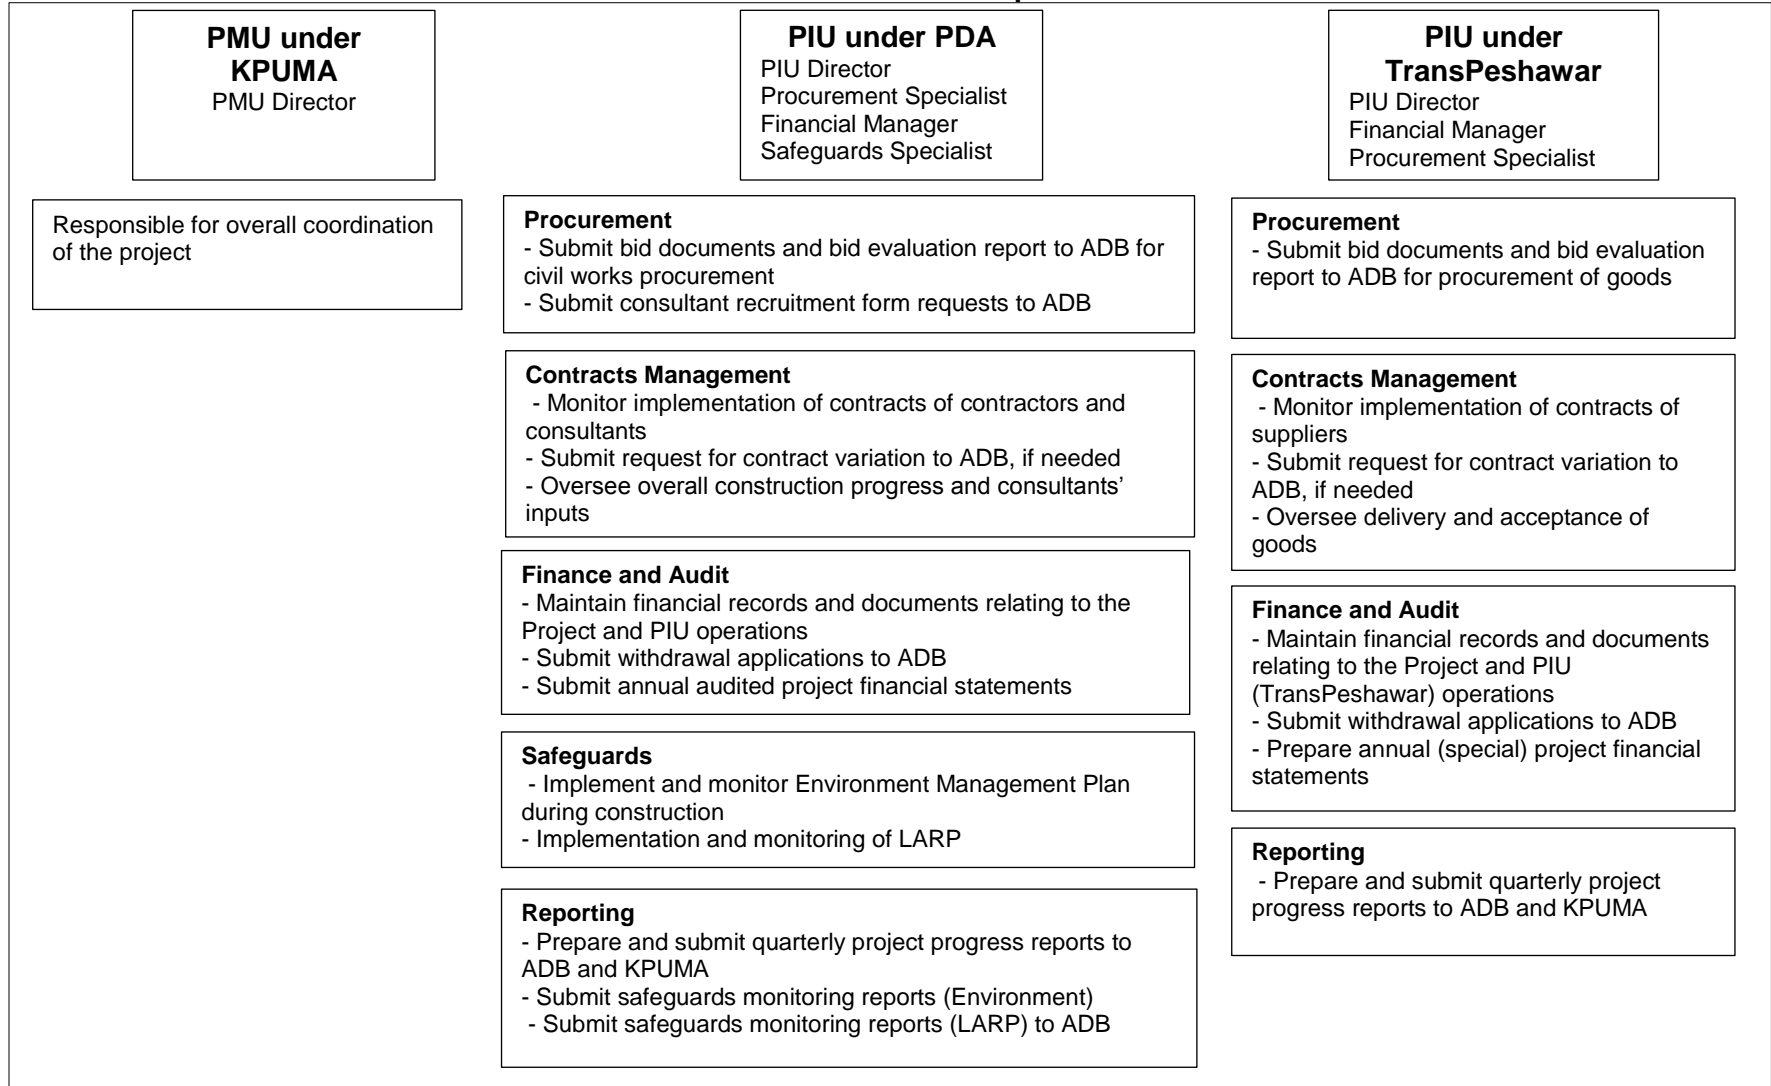 PMU under
KPUMA
PMU Director
Responsible for overall coordination
of the project
PIU under PDA
PIU Director
Procurement Specialist
Financial Manager
Safeguards Specialist
Procurement
- Submit bid documents and bid evaluation report to ADB for
civil works procurement
- Submit consultant recruitment form requests to ADB
Contracts Management
- Monitor implementation of contracts of contractors and
consultants
- Submit request for contract variation to ADB, if needed
- Oversee overall construction progress and consultants’
inputs
Finance and Audit
- Maintain financial records and documents relating to the
Project and PIU operations
- Submit withdrawal applications to ADB
- Submit annual audited project financial statements
Safeguards
- Implement and monitor Environment Management Plan
during construction
- Implementation and monitoring of LARP
Reporting
- Prepare and submit quarterly project progress reports to
ADB and KPUMA
- Submit safeguards monitoring reports (Environment)
- Submit safeguards monitoring reports (LARP) to ADB
PIU under
TransPeshawar
PIU Director
Financial Manager
Procurement Specialist
Procurement
- Submit bid documents and bid evaluation
report to ADB for procurement of goods
Contracts Management
- Monitor implementation of contracts of
suppliers
- Submit request for contract variation to
ADB, if needed
- Oversee delivery and acceptance of
goods
Finance and Audit
- Maintain financial records and documents
relating to the Project and PIU
(TransPeshawar) operations
- Submit withdrawal applications to ADB
- Prepare annual (special) project financial
statements
Reporting
- Prepare and submit quarterly project
progress reports to ADB and KPUMA